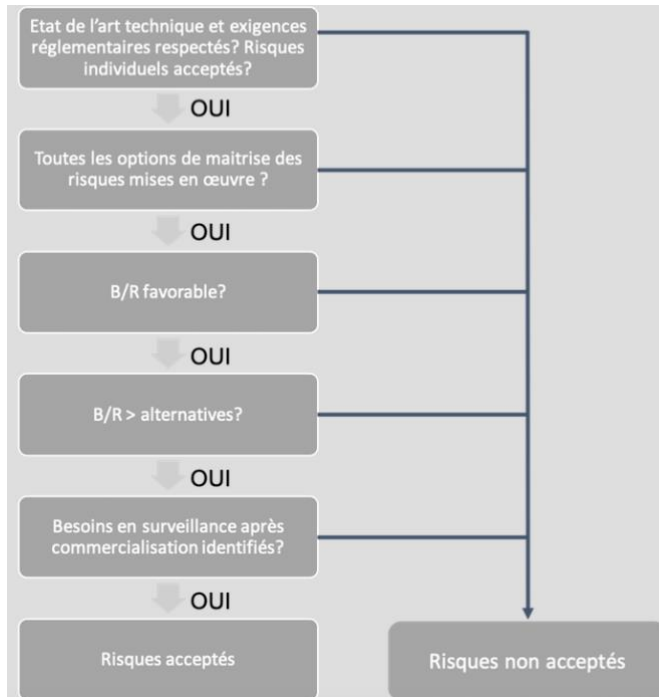 Etat de l'art technique et exigences
réglementaires respectés? Risques
individuels acceptés?
OUI
Toutes les options de maitrise des
risques mises en œuvre ?
OUI
B/R favorable?
OUI
B/R > alternatives?
OUI
Besoins en surveillance après
commercialisation identifiés?
OUI
Risques acceptés
Risques non acceptés